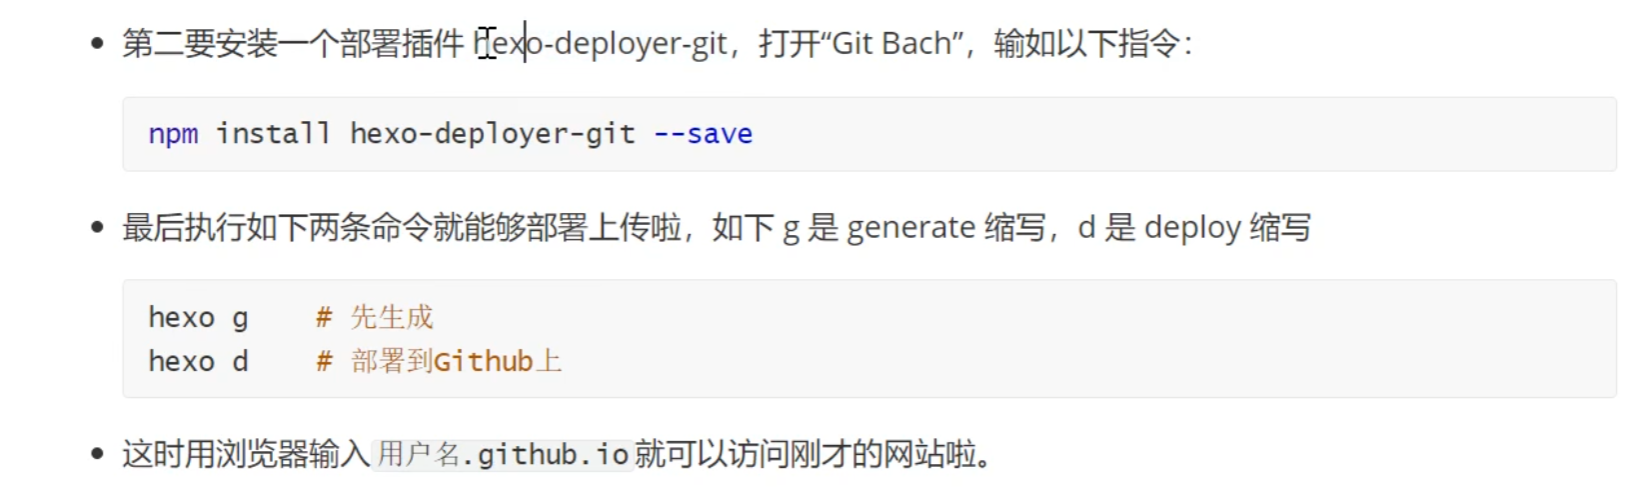 第二要安装一个部署插件 hexo-deployer-git，打开“Git Bach”，输如以下指令：
npm install hexo-deployer-git --save
最后执行如下两条命令就能够部署上传啦，如下 g 是 generate 缩写，d 是 deploy 缩写
hexo g    # 先生成
hexo d    # 部署到Github上
这时用浏览器输入用户名.github.io就可以访问刚才的网站啦。